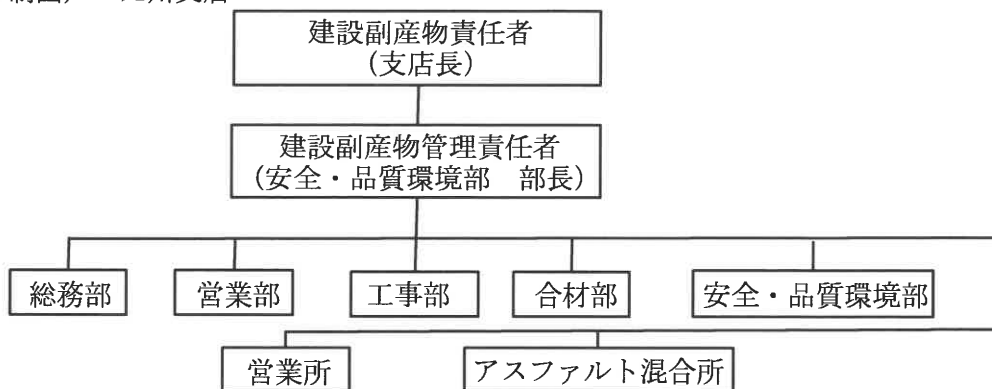 建設副産物責任者
(支店長)
建設副産物管理責任者
(安全・品質環境部　部長)
総務部
営業部
工事部
合材部
安全・品質環境部
営業所
アスファルト混合所